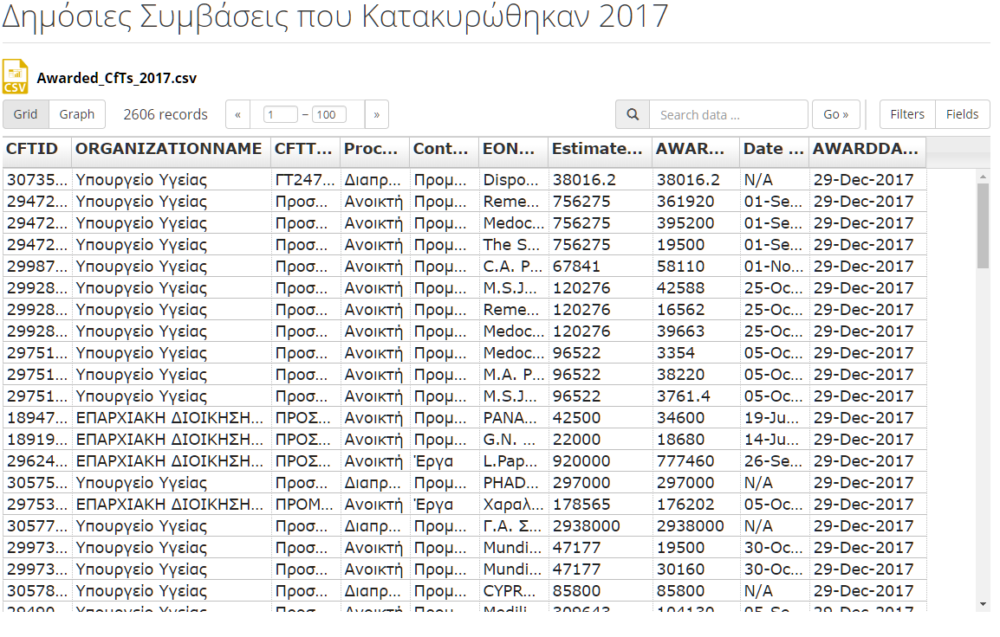 Δημόσιες Συμβάσεις που Κατακυρώθηκαν 2017
CSV Awarded_CfTs_2017.csv
Grid Graph 2606 records « 1 – 100 » Search data ... Go » Filters Fields
CFTID ORGANIZATIONNAME CFTT... Proc... Cont... EON... Estimate... AWAR... Date ... AWARDDA...
30735... Υπουργείο Υγείας ΓΤ247... Διαπρ... Προμ... Dispo... 38016.2 38016.2 N/A 29-Dec-2017
29472... Υπουργείο Υγείας Προσ... Ανοικτή Προμ... Reme... 756275 361920 01-Se... 29-Dec-2017
29472... Υπουργείο Υγείας Προσ... Ανοικτή Προμ... Medoc... 756275 395200 01-Se... 29-Dec-2017
29472... Υπουργείο Υγείας Προσ... Ανοικτή Προμ... The S... 756275 19500 01-Se... 29-Dec-2017
29987... Υπουργείο Υγείας Προσ... Ανοικτή Προμ... C.A. P... 67841 58110 01-No... 29-Dec-2017
29928... Υπουργείο Υγείας Προσ... Ανοικτή Προμ... M.S.J... 120276 42588 25-Oc... 29-Dec-2017
29928... Υπουργείο Υγείας Προσ... Ανοικτή Προμ... Reme... 120276 16562 25-Oc... 29-Dec-2017
29928... Υπουργείο Υγείας Προσ... Ανοικτή Προμ... Medoc... 120276 39663 25-Oc... 29-Dec-2017
29751... Υπουργείο Υγείας Προσ... Ανοικτή Προμ... Medoc... 96522 3354 05-Oc... 29-Dec-2017
29751... Υπουργείο Υγείας Προσ... Ανοικτή Προμ... M.A. P... 96522 38220 05-Oc... 29-Dec-2017
29751... Υπουργείο Υγείας Προσ... Ανοικτή Προμ... M.S.J... 96522 3761.4 05-Oc... 29-Dec-2017
18947... ΕΠΑΡΧΙΑΚΗ ΔΙΟΙΚΗΣΗ... ΠΡΟΣ... Ανοικτή Προμ... PANA... 42500 34600 19-Ju... 29-Dec-2017
18919... ΕΠΑΡΧΙΑΚΗ ΔΙΟΙΚΗΣΗ... ΠΡΟΣ... Ανοικτή Προμ... G.N. ... 22000 18680 14-Ju... 29-Dec-2017
29624... ΕΠΑΡΧΙΑΚΗ ΔΙΟΙΚΗΣΗ... ΠΡΟΣ... Ανοικτή Έργα L.Pap... 920000 777460 26-Se... 29-Dec-2017
30575... Υπουργείο Υγείας Προσ... Διαπρ... Προμ... PHAD... 297000 297000 N/A 29-Dec-2017
29753... ΕΠΑΡΧΙΑΚΗ ΔΙΟΙΚΗΣΗ... ΠΡΟΜ... Ανοικτή Έργα Χαραλ... 178565 176202 05-Oc... 29-Dec-2017
30577... Υπουργείο Υγείας Προσ... Διαπρ... Προμ... Γ.Α. Σ... 2938000 2938000 N/A 29-Dec-2017
29973... Υπουργείο Υγείας Προσ... Ανοικτή Προμ... Mundi... 47177 19500 30-Oc... 29-Dec-2017
29973... Υπουργείο Υγείας Προσ... Ανοικτή Προμ... Mundi... 47177 30160 30-Oc... 29-Dec-2017
30578... Υπουργείο Υγείας Προσ... Διαπρ... Προμ... CYPR... 85800 85800 N/A 29-Dec-2017